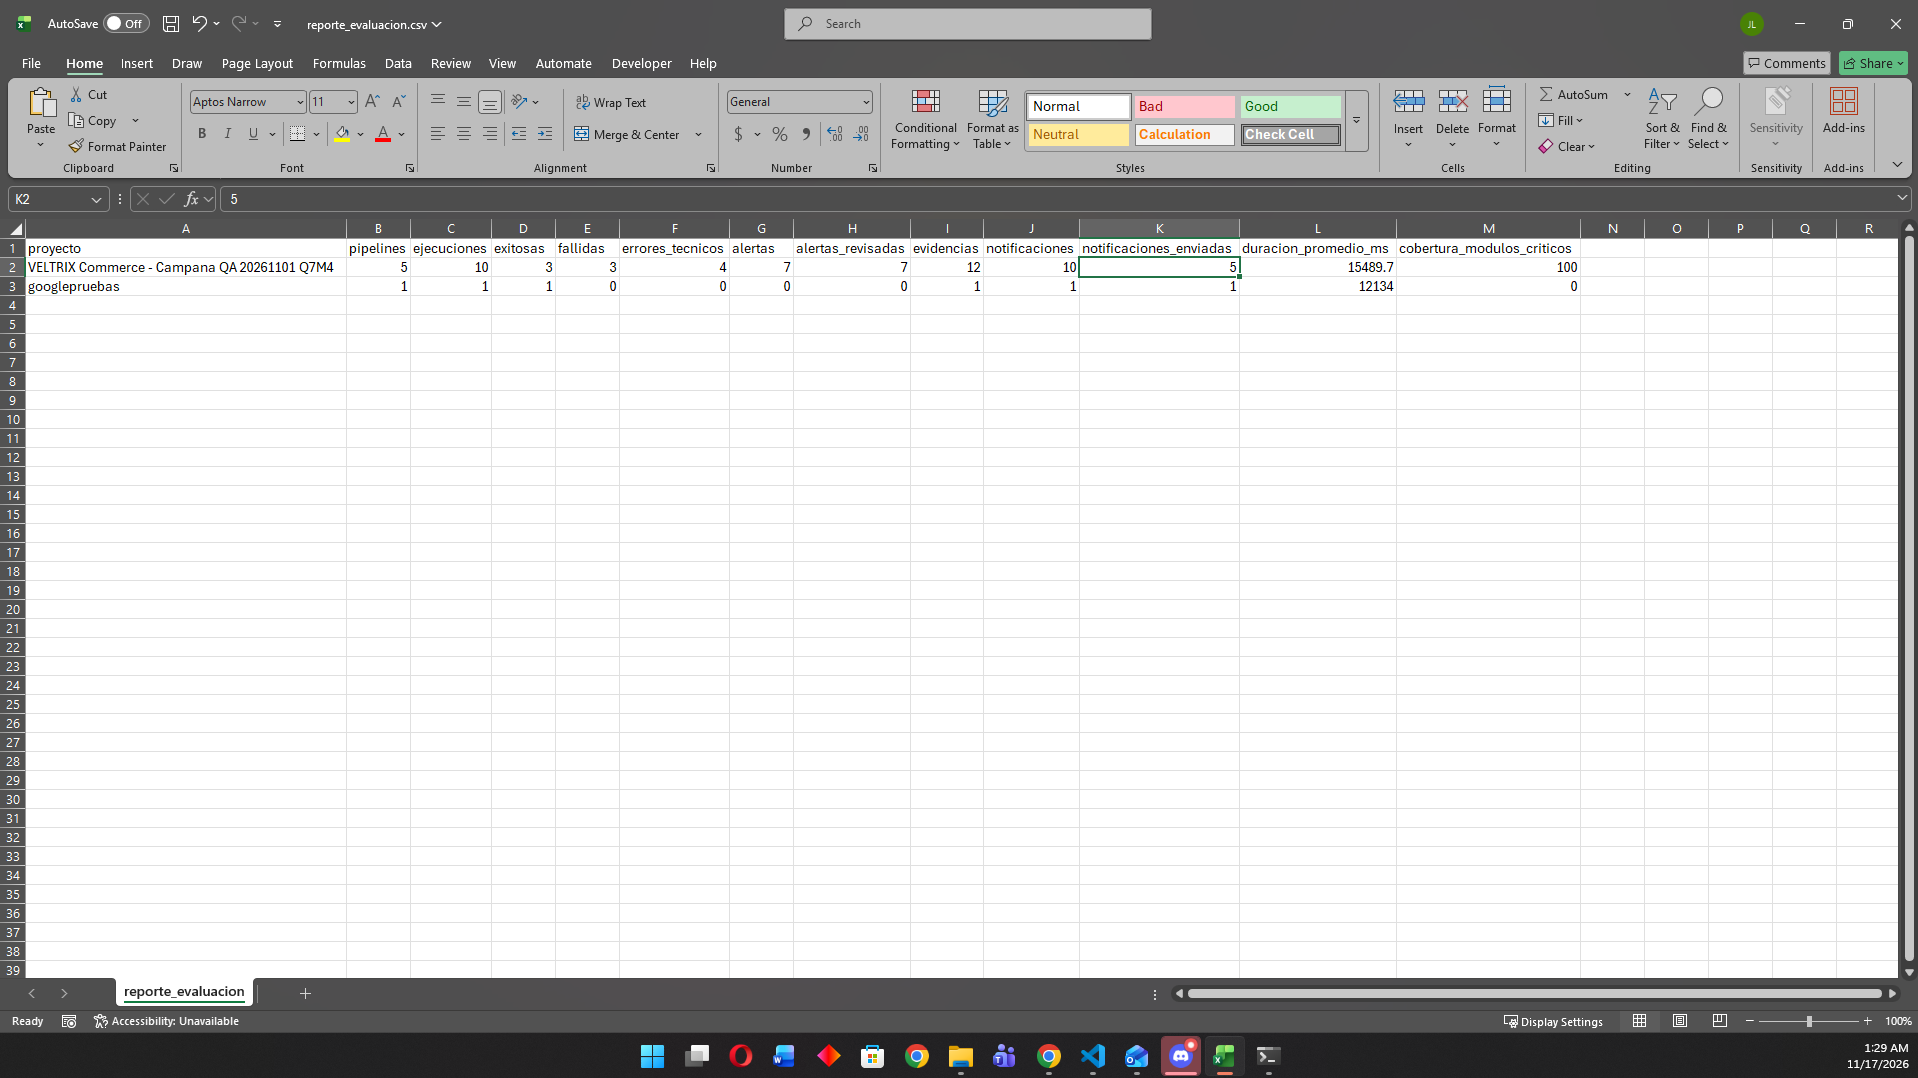 AutoSave Off reporte_evaluacion.csv Search JL
File Home Insert Draw Page Layout Formulas Data Review View Automate Developer Help Comments Share
Paste Cut Copy Format Painter Clipboard
Aptos Narrow 11 B I U A Font
Wrap Text Merge & Center Alignment
General $ % Number
Conditional Formatting Format as Table Normal Bad Good Neutral Calculation Check Cell Styles
Insert Delete Format Cells
AutoSum Fill Clear Sort & Filter Find & Select Editing
Sensitivity Sensitivity
Add-ins Add-ins
K2 fx 5
A B C D E F G H I J K L M N O P Q R
1 proyecto pipelines ejecuciones exitosas fallidas errores_tecnicos alertas alertas_revisadas evidencias notificaciones notificaciones_enviadas duracion_promedio_ms cobertura_modulos_criticos
2 VELTRIX Commerce - Campana QA 20261101 Q7M4 5 10 3 3 4 7 7 12 10 5 15489.7 100
3 googlepruebas 1 1 1 0 0 0 0 1 1 1 12134 0
4
5
6
7
8
9
10
11
12
13
14
15
16
17
18
19
20
21
22
23
24
25
26
27
28
29
30
31
32
33
34
35
36
37
38
39
reporte_evaluacion
Ready Accessibility: Unavailable Display Settings 100%
1:29 AM
11/17/2026